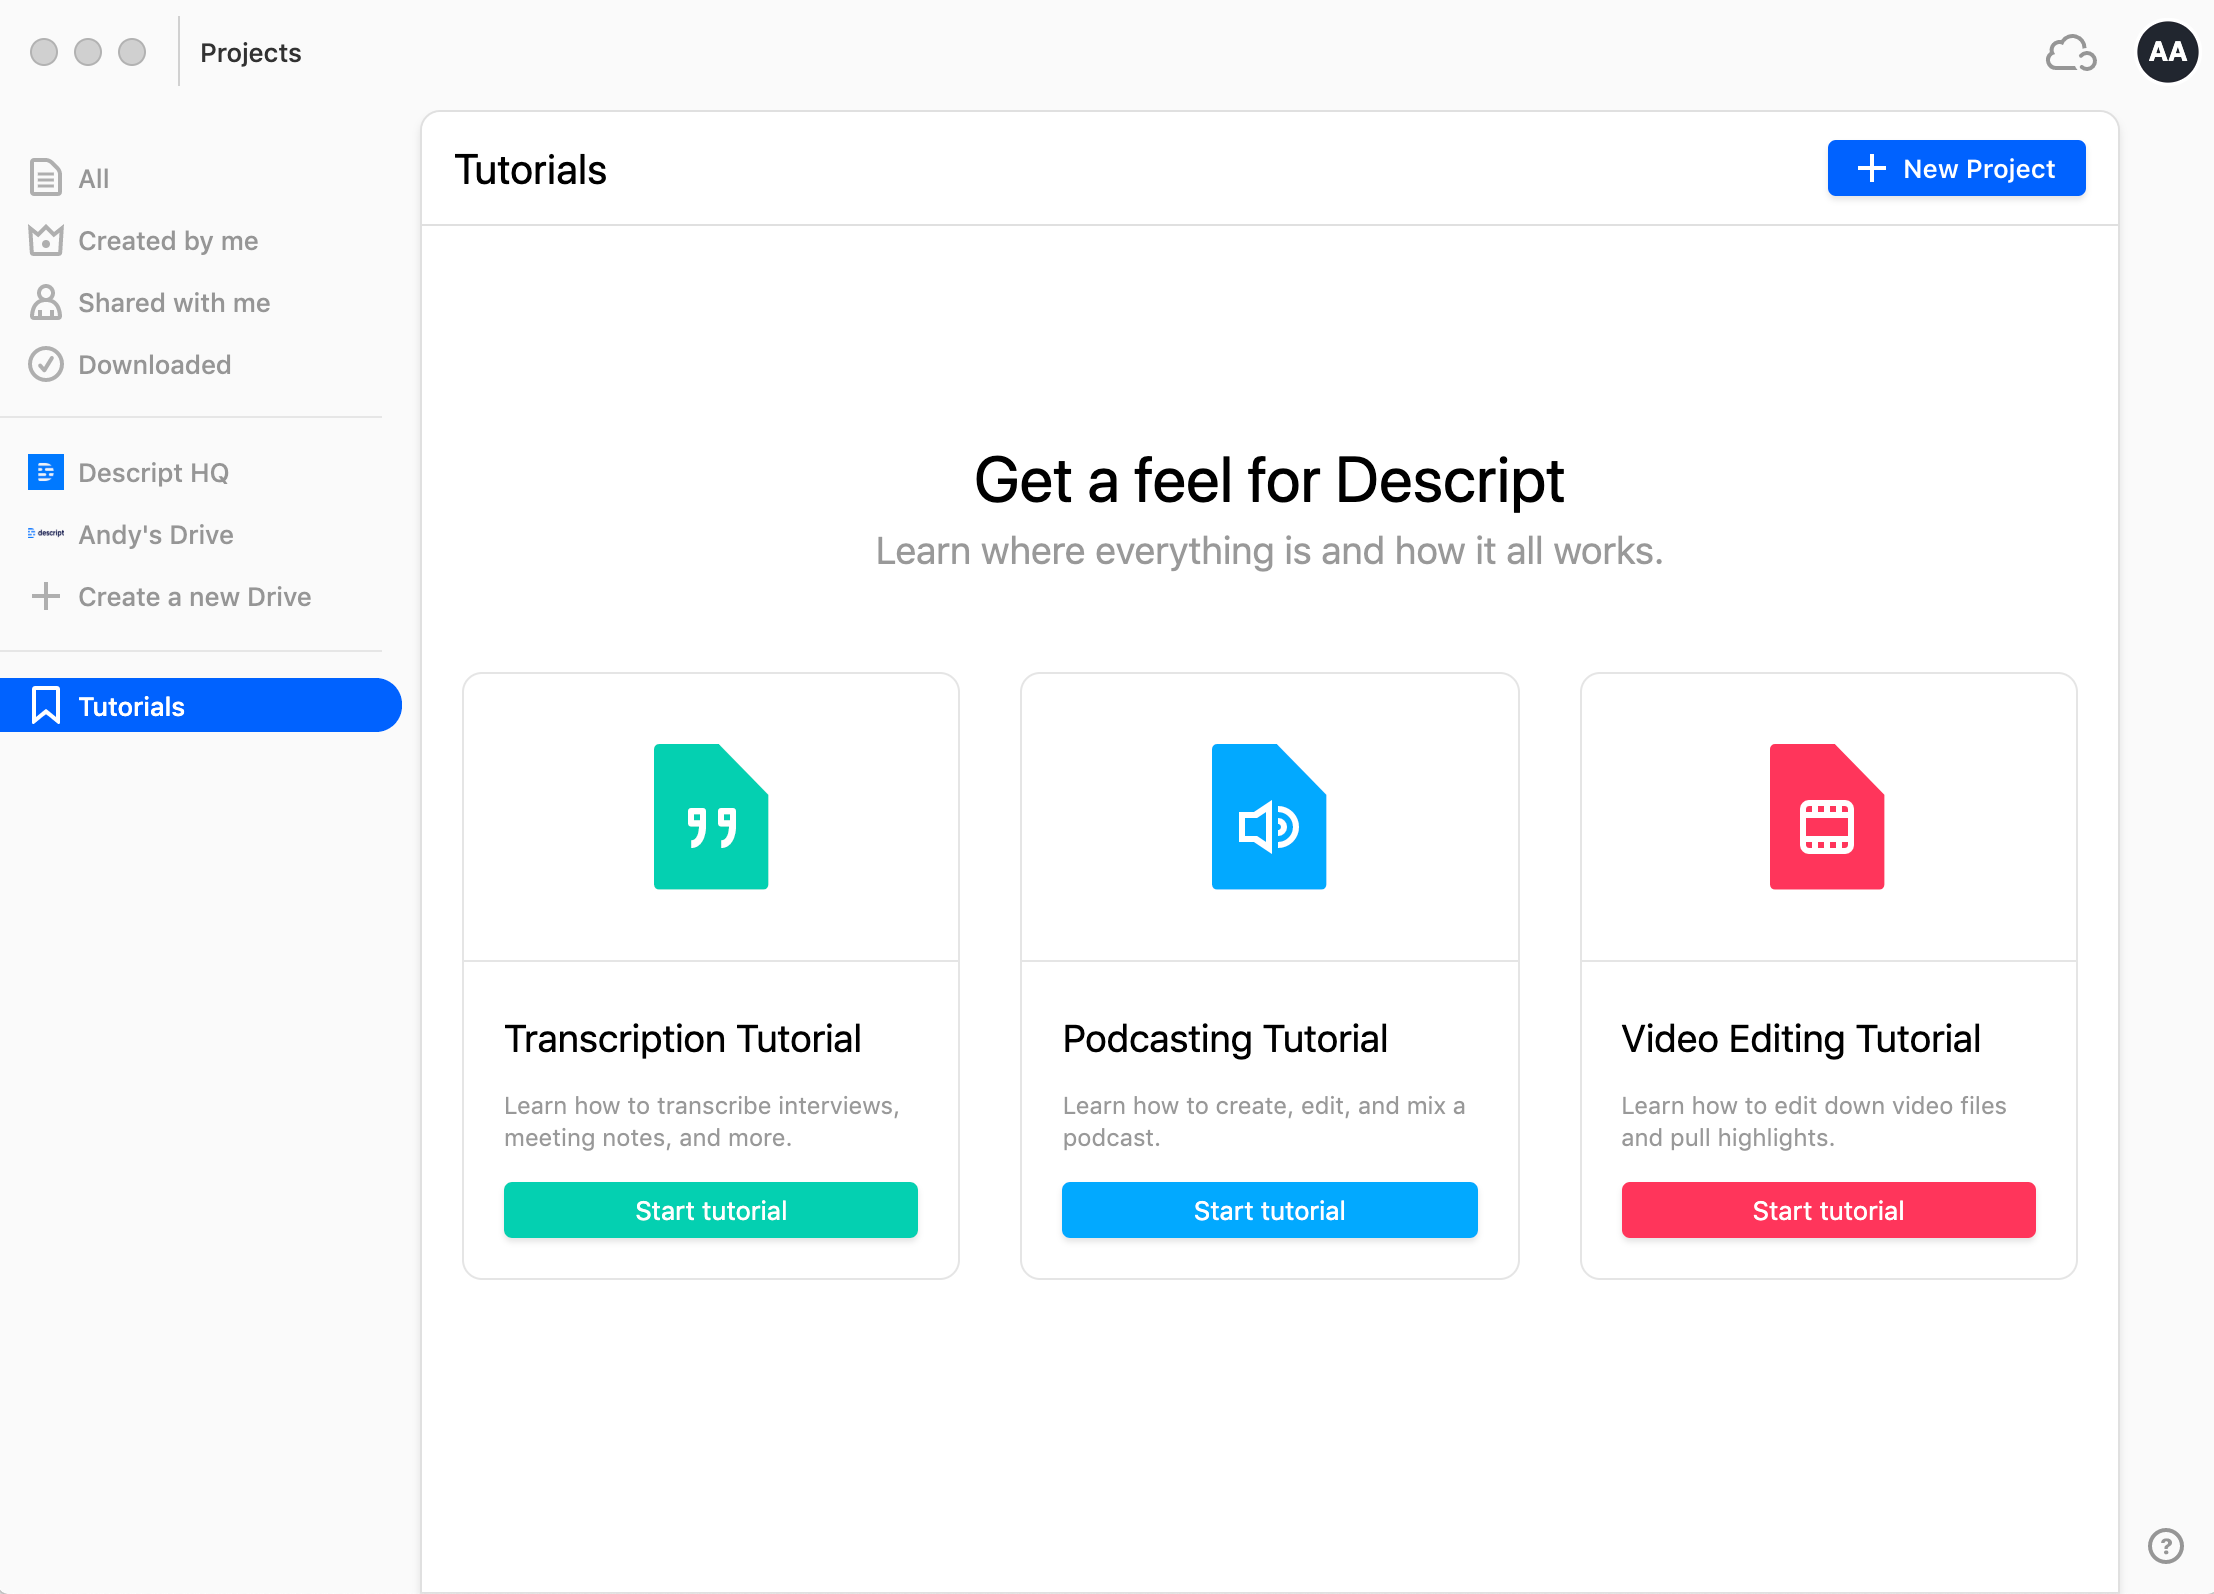 Projects
AA
All
Created by me
Shared with me
Downloaded
Descript HQ
descript
Andy's Drive
Create a new Drive
Tutorials
Tutorials
New Project
Get a feel for Descript
Learn where everything is and how it all works.
Transcription Tutorial
Learn how to transcribe interviews,
meeting notes, and more.
Start tutorial
Podcasting Tutorial
Learn how to create, edit, and mix a
podcast.
Start tutorial
Video Editing Tutorial
Learn how to edit down video files
and pull highlights.
Start tutorial
?